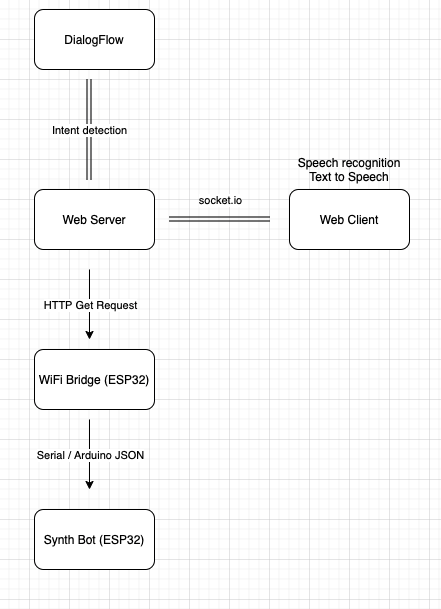 DialogFlow
Intent detection
Speech recognition
Text to Speech
socket.io
Web Server
Web Client
HTTP Get Request
WiFi Bridge (ESP32)
Serial / Arduino JSON
Synth Bot (ESP32)